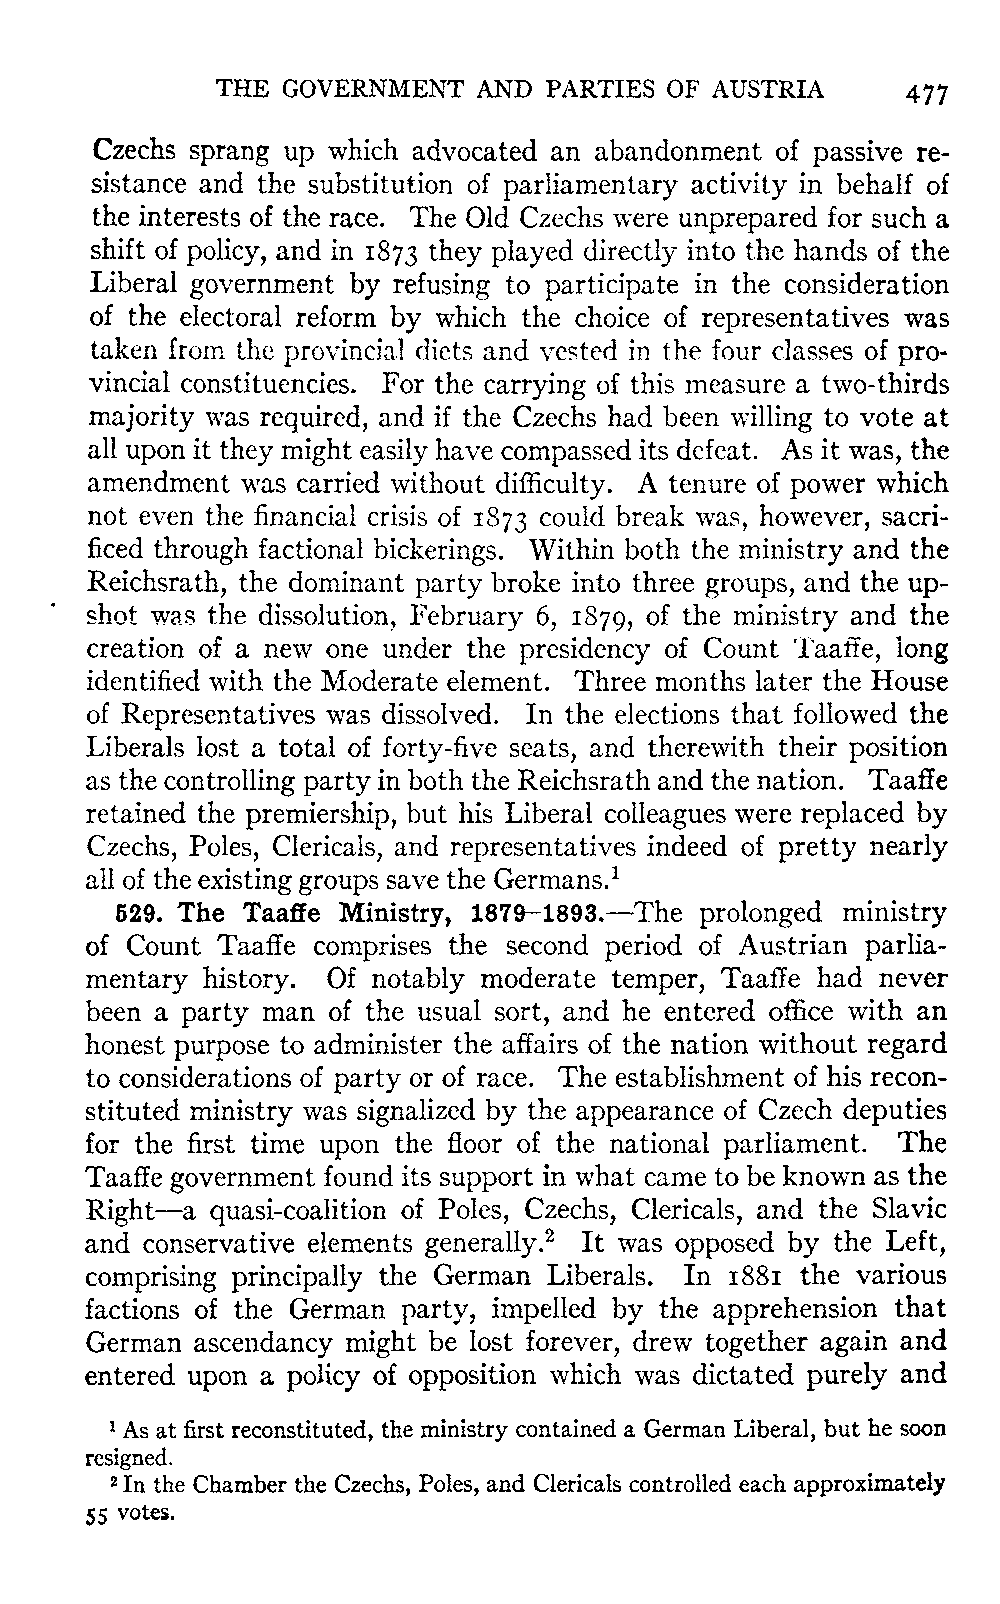 THE GOVERNMENT AND PARTIES OF AUSTRIA 477
Czechs sprang up which advocated an abandonment of passive re-
sistance and the substitution of parliamentary activity in behalf of
the interests of the race. The Old Czechs were unprepared for such a
shift of policy, and in 1873 they played directly into the hands of the
Liberal government by refusing to participate in the consideration
of the electoral reform by which the choice of representatives was
taken from the provincial diets and vested in the four classes of pro-
vincial constituencies. For the carrying of this measure a two-thirds
majority was required, and if the Czechs had been willing to vote at
all upon it they might easily have compassed its defeat. As it was, the
amendment was carried without difficulty. A tenure of power which
not even the financial crisis of 1873 could break was, however, sacri-
ficed through factional bickerings. Within both the ministry and the
Reichsrath, the dominant party broke into three groups, and the up-
shot was the dissolution, February 6, 1879, of the ministry and the
creation of a new one under the presidency of Count Taaffe, long
identified with the Moderate element. Three months later the House
of Representatives was dissolved. In the elections that followed the
Liberals lost a total of forty-five seats, and therewith their position
as the controlling party in both the Reichsrath and the nation. Taaffe
retained the premiership, but his Liberal colleagues were replaced by
Czechs, Poles, Clericals, and representatives indeed of pretty nearly
all of the existing groups save the Germans.¹
529. The Taaffe Ministry, 1879–1893.—The prolonged ministry
of Count Taaffe comprises the second period of Austrian parlia-
mentary history. Of notably moderate temper, Taaffe had never
been a party man of the usual sort, and he entered office with an
honest purpose to administer the affairs of the nation without regard
to considerations of party or of race. The establishment of his recon-
stituted ministry was signalized by the appearance of Czech deputies
for the first time upon the floor of the national parliament. The
Taaffe government found its support in what came to be known as the
Right—a quasi-coalition of Poles, Czechs, Clericals, and the Slavic
and conservative elements generally.² It was opposed by the Left,
comprising principally the German Liberals. In 1881 the various
factions of the German party, impelled by the apprehension that
German ascendancy might be lost forever, drew together again and
entered upon a policy of opposition which was dictated purely and
¹ As at first reconstituted, the ministry contained a German Liberal, but he soon
resigned.
² In the Chamber the Czechs, Poles, and Clericals controlled each approximately
55 votes.